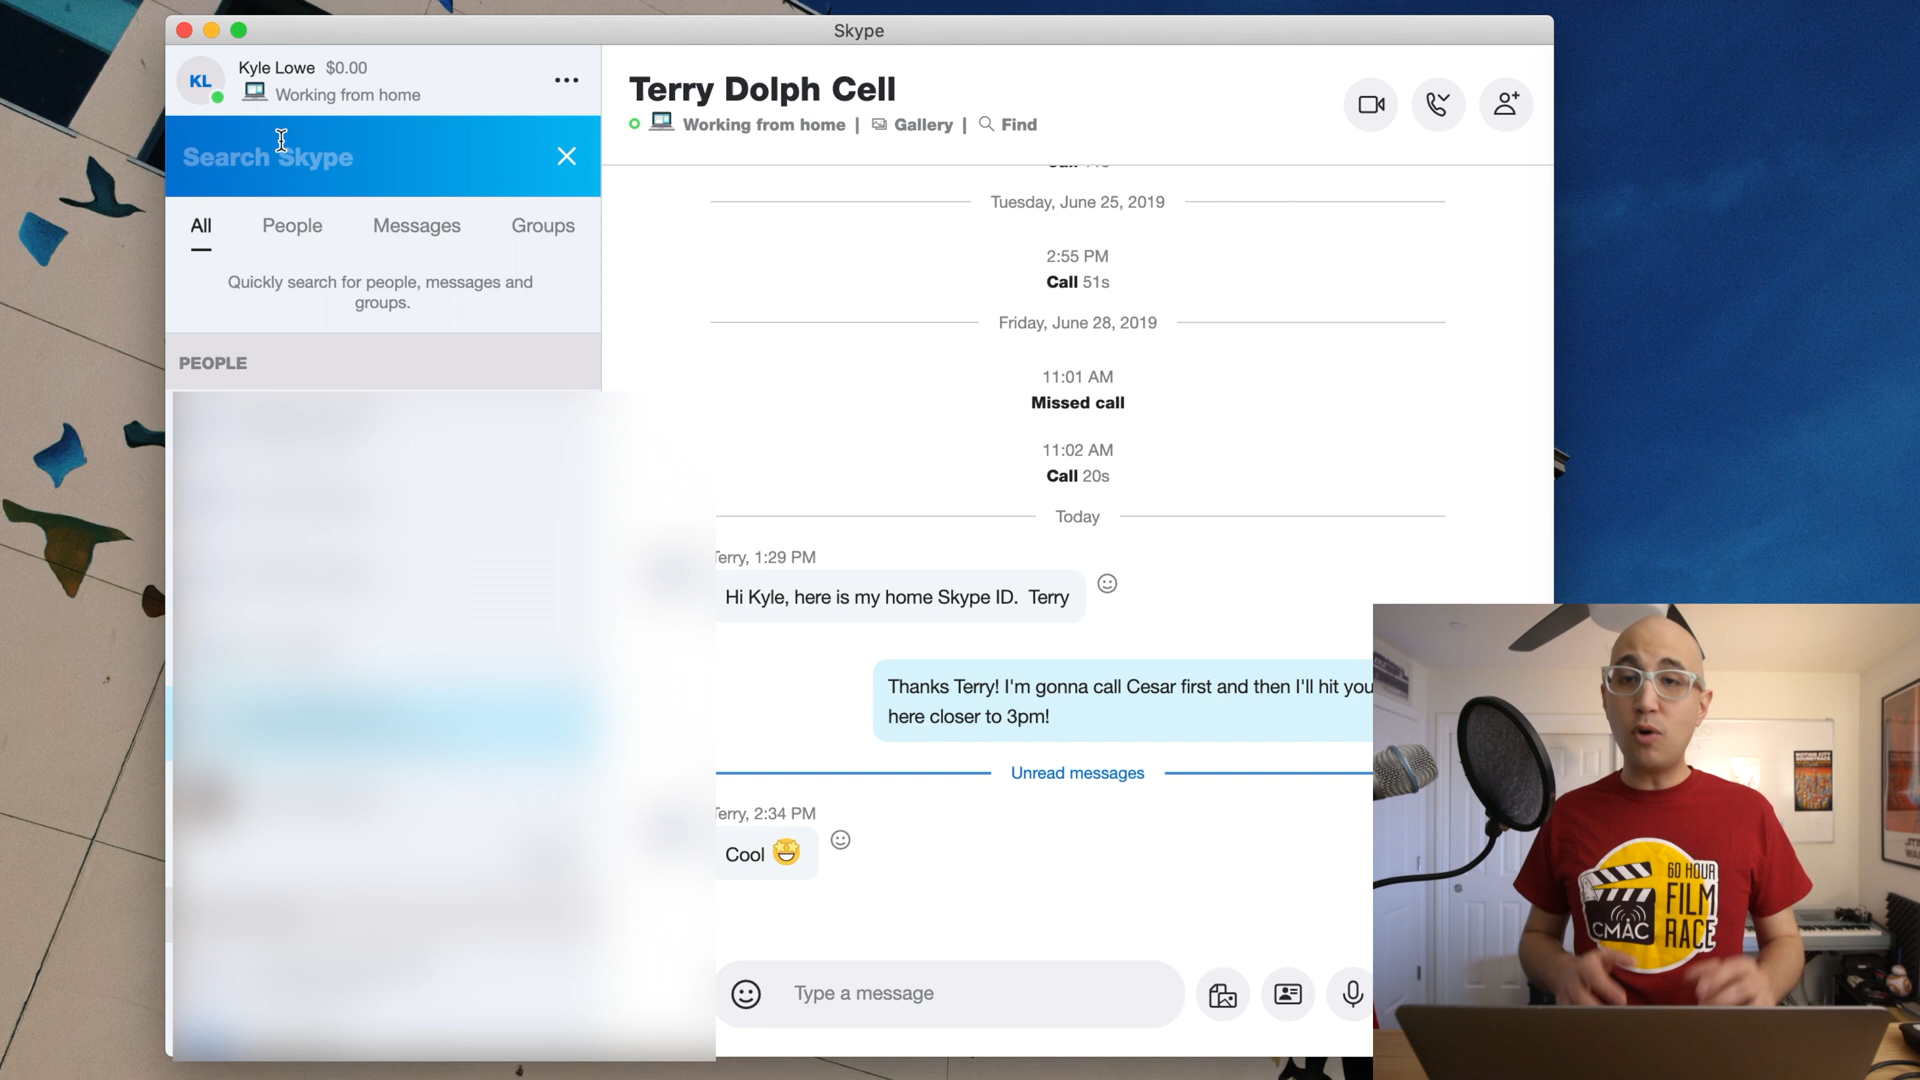 Skype
KL
Kyle Lowe $0.00
Working from home
Search Skype
All People Messages Groups
Quickly search for people, messages and
groups.
PEOPLE
Terry Dolph Cell
Working from home | Gallery | Find
Tuesday, June 25, 2019
2:55 PM
Call 51s
Friday, June 28, 2019
11:01 AM
Missed call
11:02 AM
Call 20s
Today
Terry, 1:29 PM
Hi Kyle, here is my home Skype ID. Terry
Thanks Terry! I'm gonna call Cesar first and then I'll hit you
here closer to 3pm!
Unread messages
Terry, 2:34 PM
Cool
Type a message
60 HOUR
FILM
RACE
CMAC